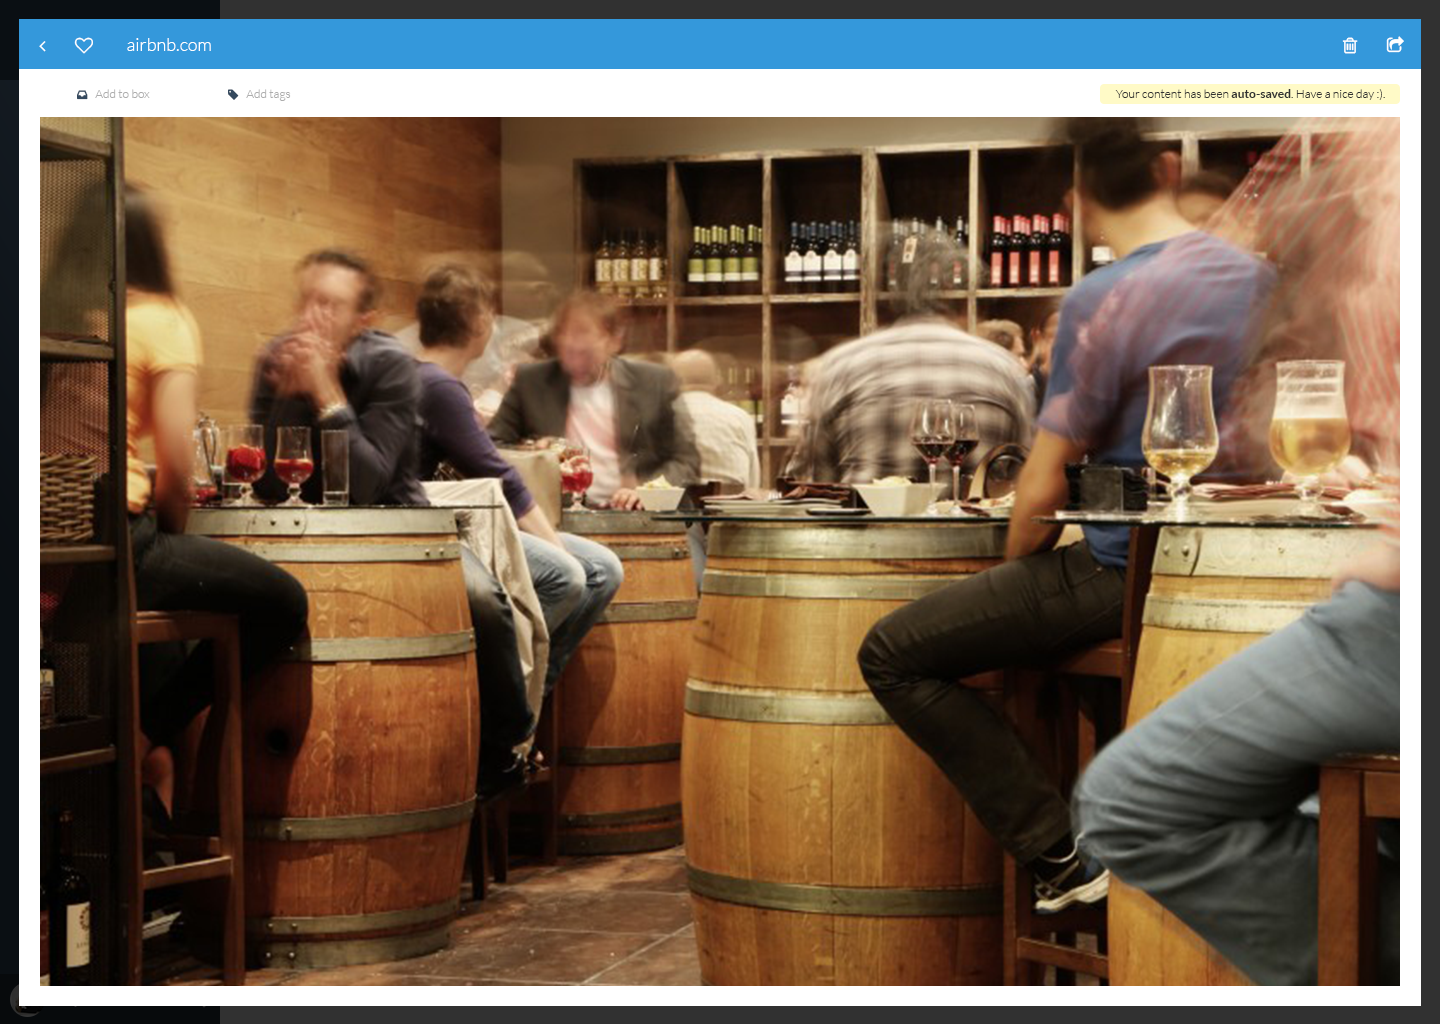 airbnb.com
Add to box
Add tags
Your content has been auto-saved. Have a nice day :).